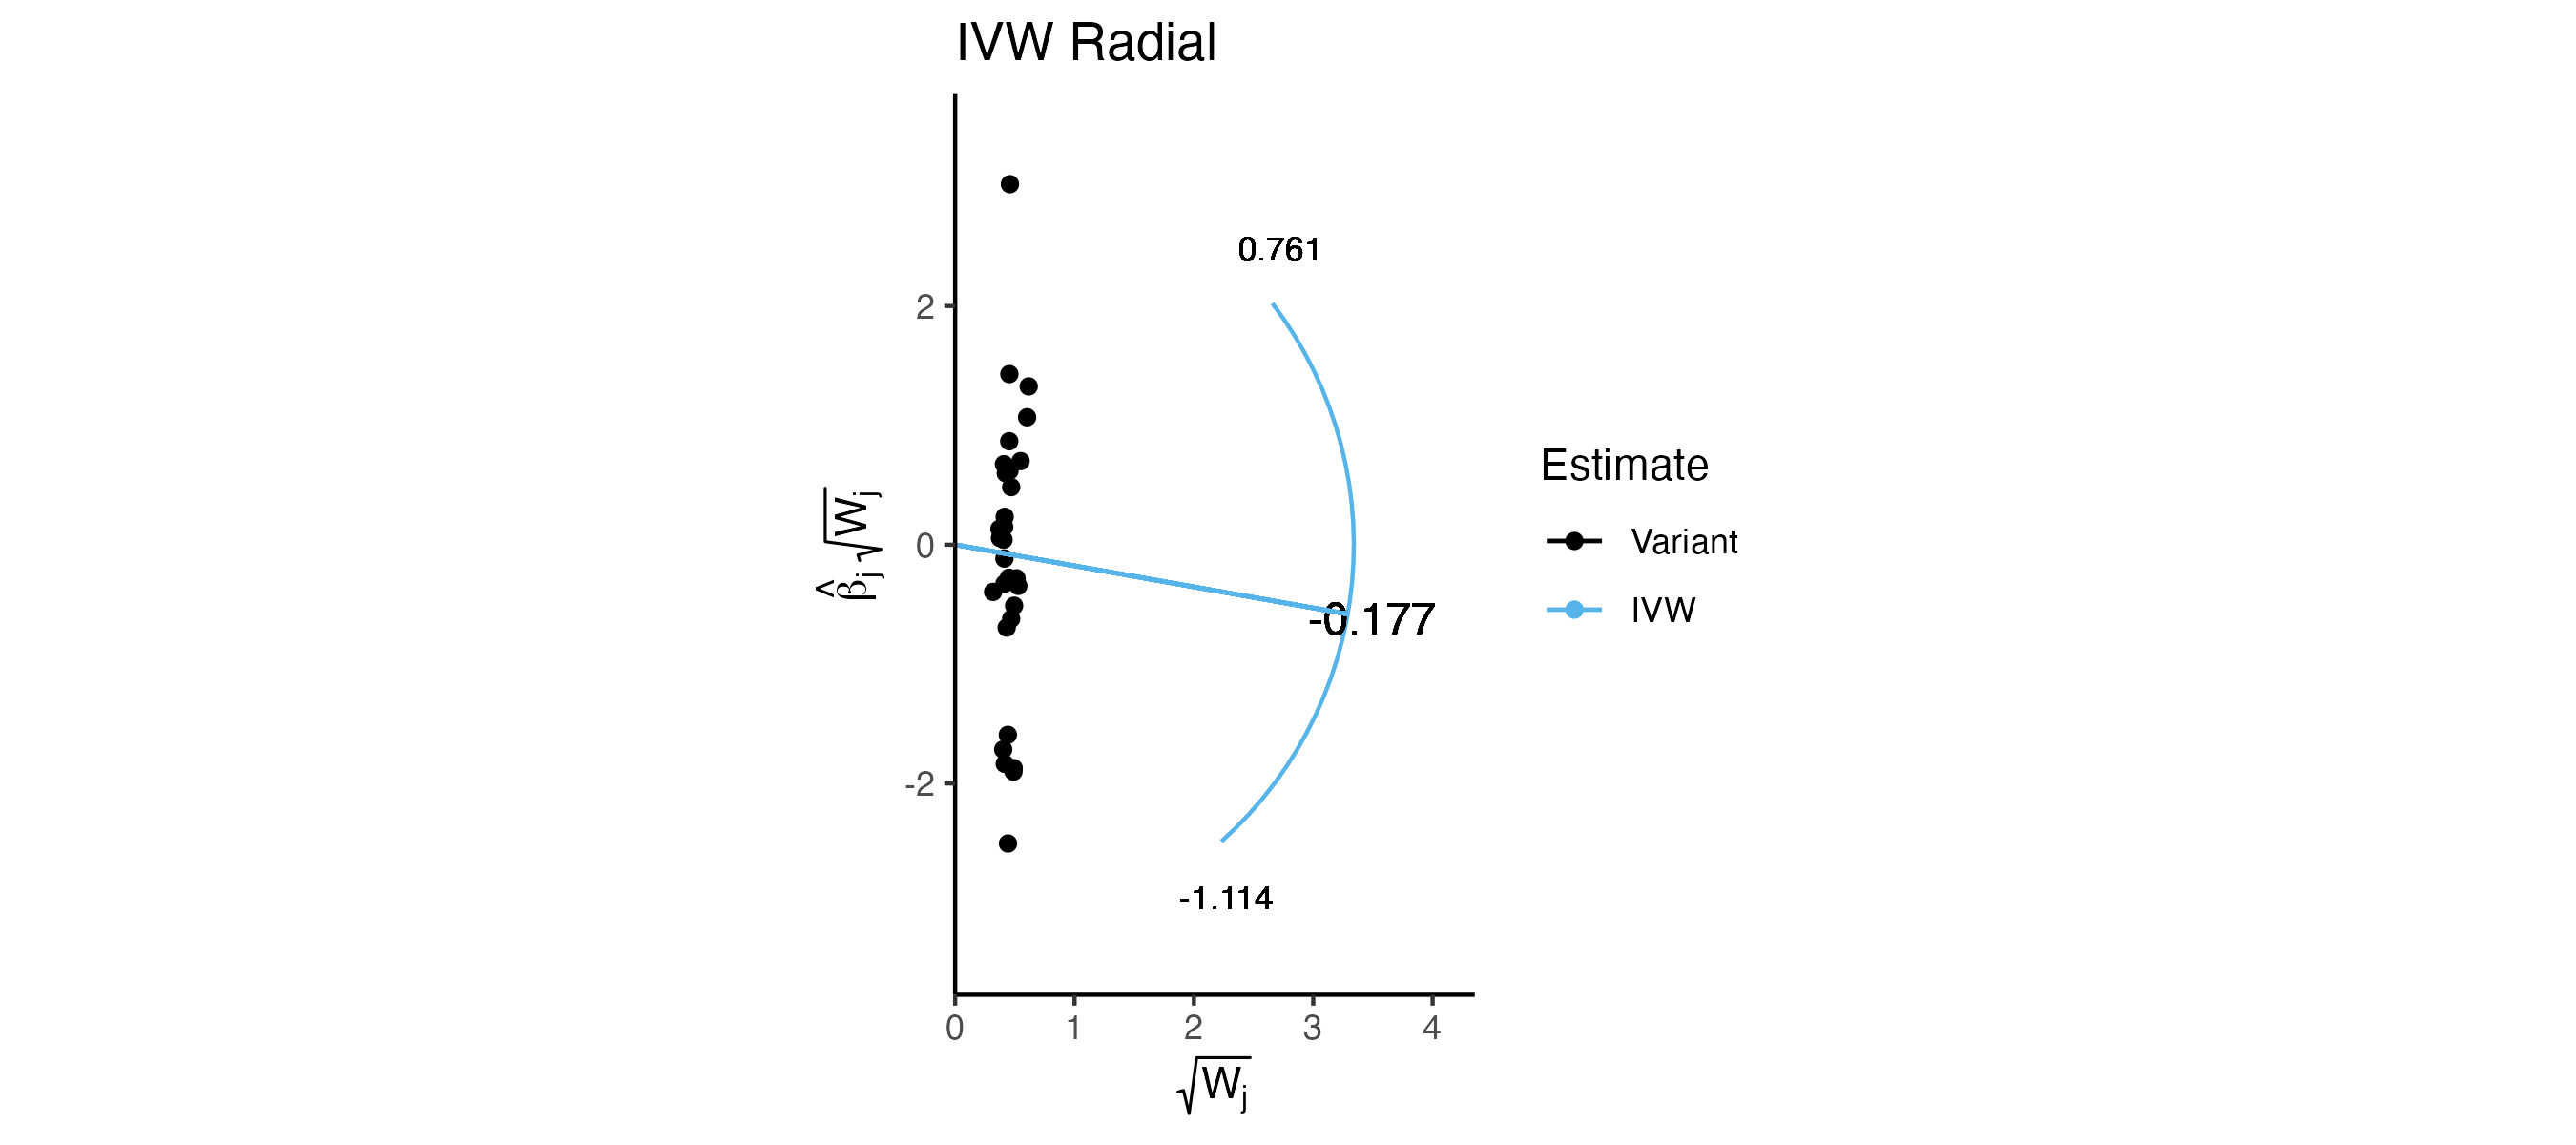 IVW Radial
0.761
2
0
-2
β̂j√Wj
-0.177
-1.114
0 1 2 3 4
√Wj
Estimate
Variant
IVW